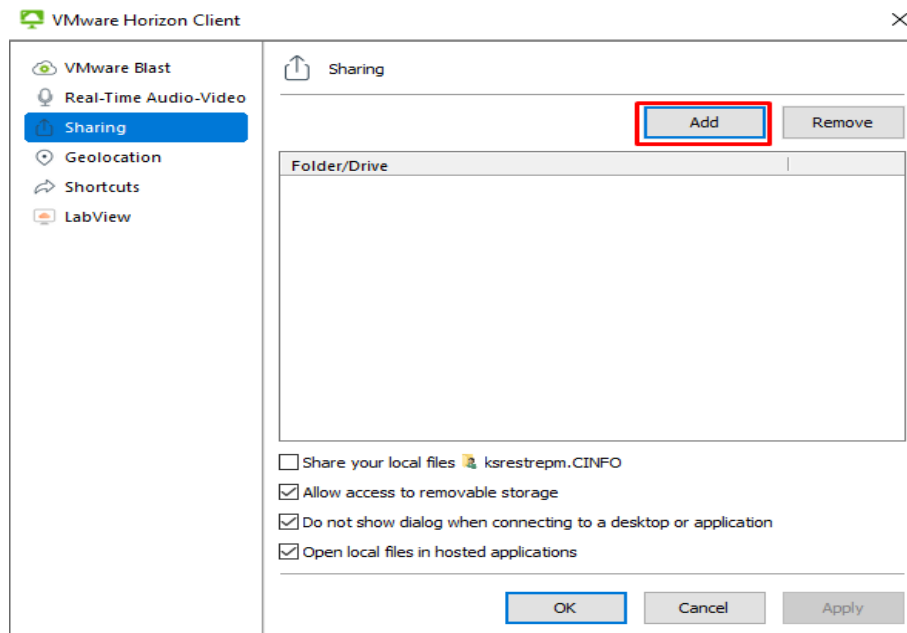 VMware Horizon Client
VMware Blast
Real-Time Audio-Video
Sharing
Geolocation
Shortcuts
LabView
Sharing
Add Remove
Folder/Drive
Share your local files ksrestrepm.CINFO
Allow access to removable storage
Do not show dialog when connecting to a desktop or application
Open local files in hosted applications
OK Cancel Apply